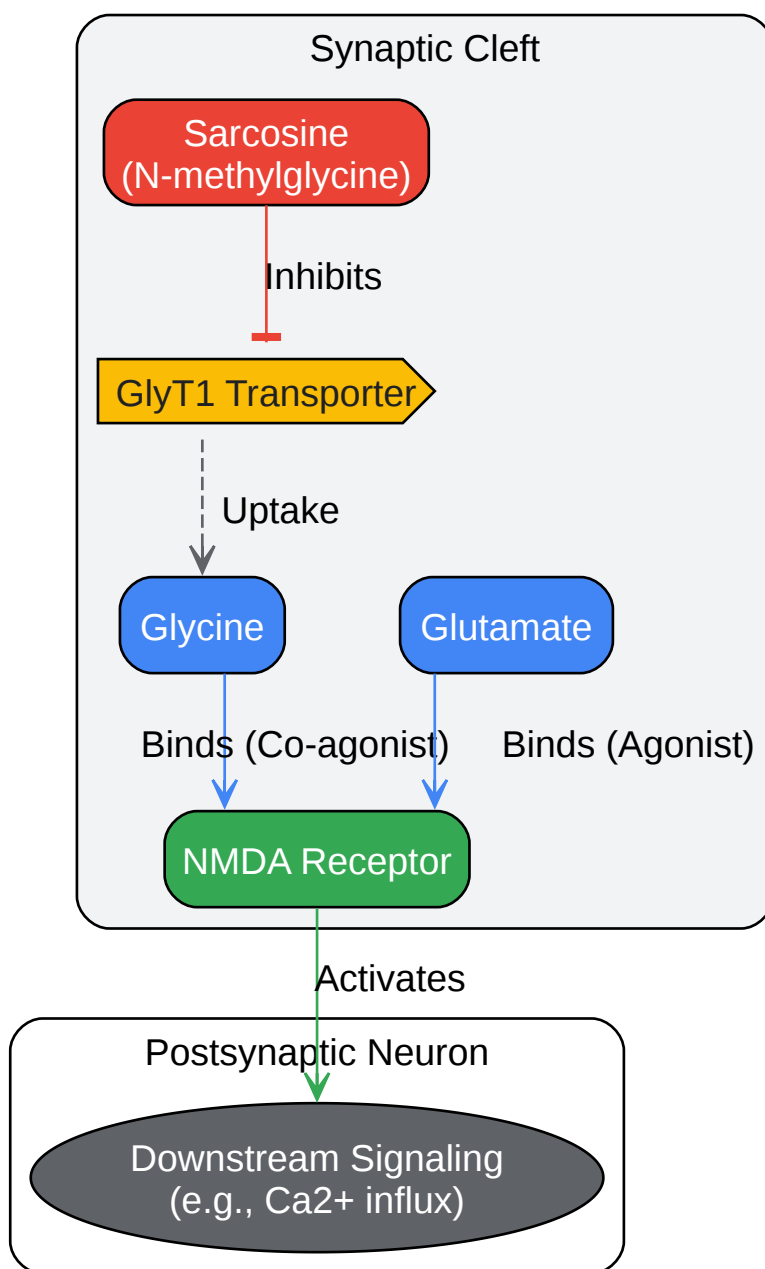 Synaptic Cleft
Sarcosine
(N-methylglycine)
Inhibits
GlyT1 Transporter
Uptake
Glycine
Glutamate
Binds (Co-agonist)
Binds (Agonist)
NMDA Receptor
Activates
Postsynaptic Neuron
Downstream Signaling
(e.g., Ca2+ influx)